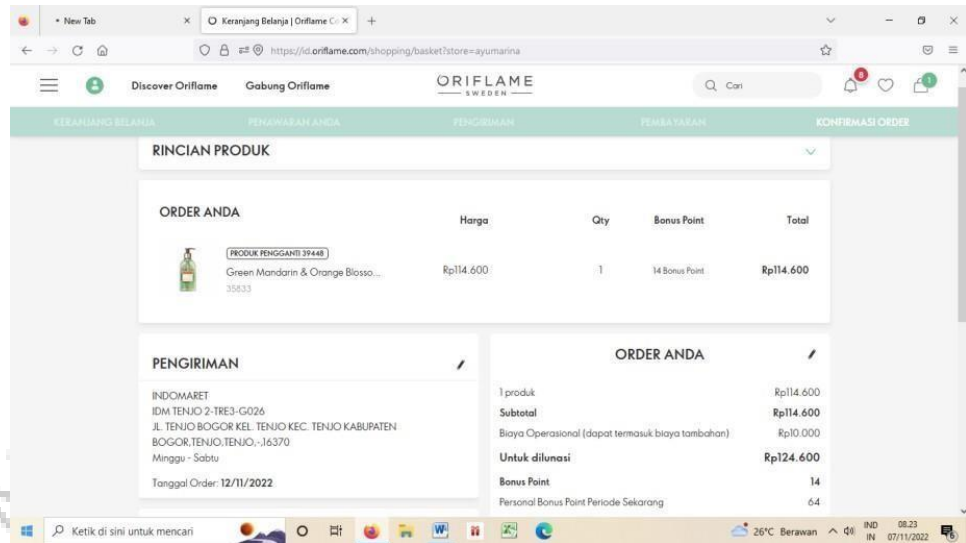 New Tab
Keranjang Belanja | Oriflame Co
https://id.oriflame.com/shopping/basket?store=ayumarina
Discover Oriflame
Gabung Oriflame
ORIFLAME
SWEDEN
Cari
8
1
KERANJANG BELANJA
PENAWARAN ANDA
PENGIRIMAN
PEMBAYARAN
KONFIRMASI ORDER
RINCIAN PRODUK
ORDER ANDA
Harga
Qty
Bonus Point
Total
PRODUK PENGGANTI 39448
Green Mandarin & Orange Blosso...
35833
Rp114.600
1
14 Bonus Point
Rp114.600
PENGIRIMAN
INDOMARET
IDM TENJO 2-TRE3-G026
JL. TENJO BOGOR KEL. TENJO KEC. TENJO KABUPATEN
BOGOR,TENJO,TENJO,-,16370
Minggu - Sabtu
Tanggal Order: 12/11/2022
ORDER ANDA
1 produk Rp114.600
Subtotal Rp114.600
Biaya Operasional (dapat termasuk biaya tambahan) Rp10.000
Untuk dilunasi Rp124.600
Bonus Point 14
Personal Bonus Point Periode Sekarang 64
Ketik di sini untuk mencari
26°C Berawan
IND
IN
08.23
07/11/2022